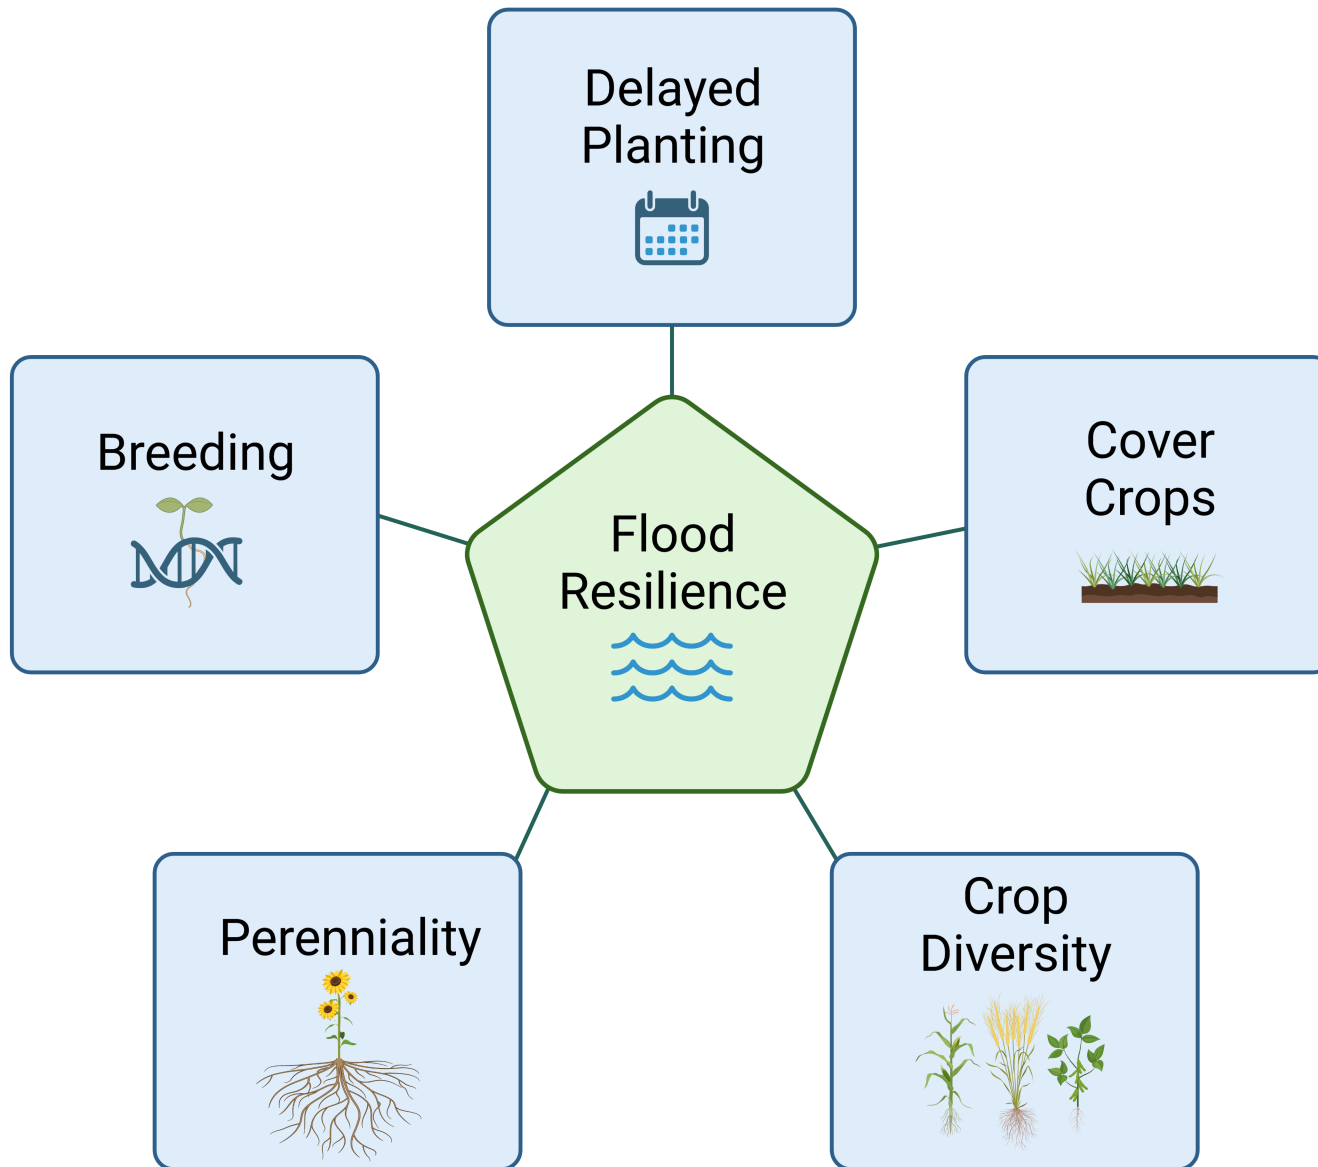 Delayed
Planting
Breeding
Cover
Crops
Flood
Resilience
Perenniality
Crop
Diversity